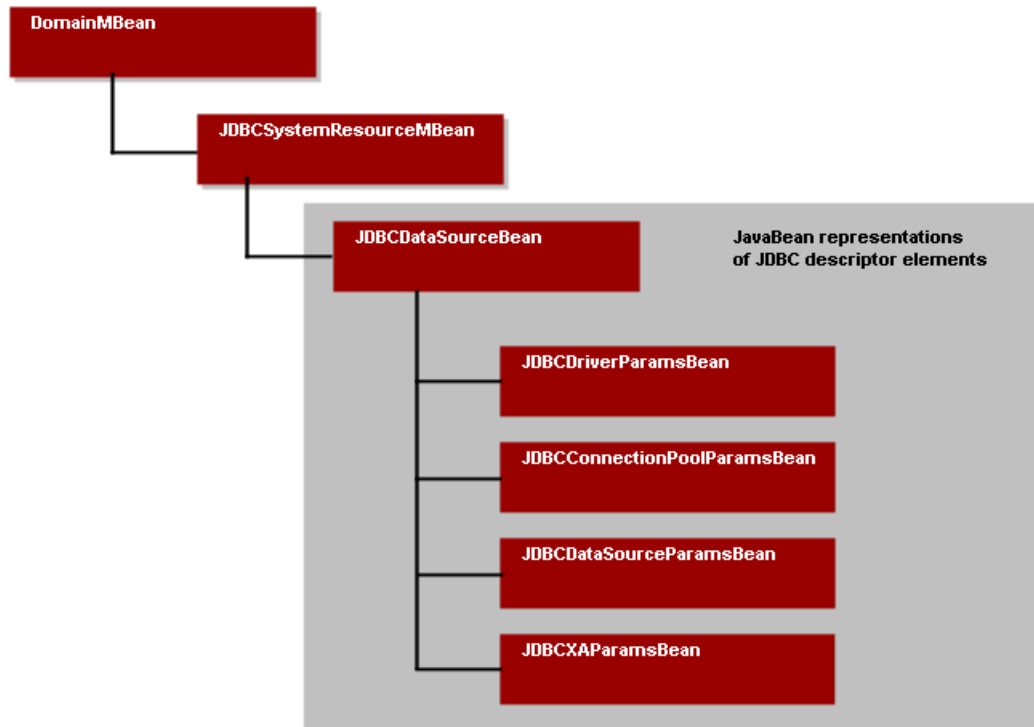 DomainMBean
JDBCSystemResourceMBean
JDBCDataSourceBean
JavaBean representations
of JDBC descriptor elements
JDBCDriverParamsBean
JDBCConnectionPoolParamsBean
JDBCDataSourceParamsBean
JDBCXAParamsBean